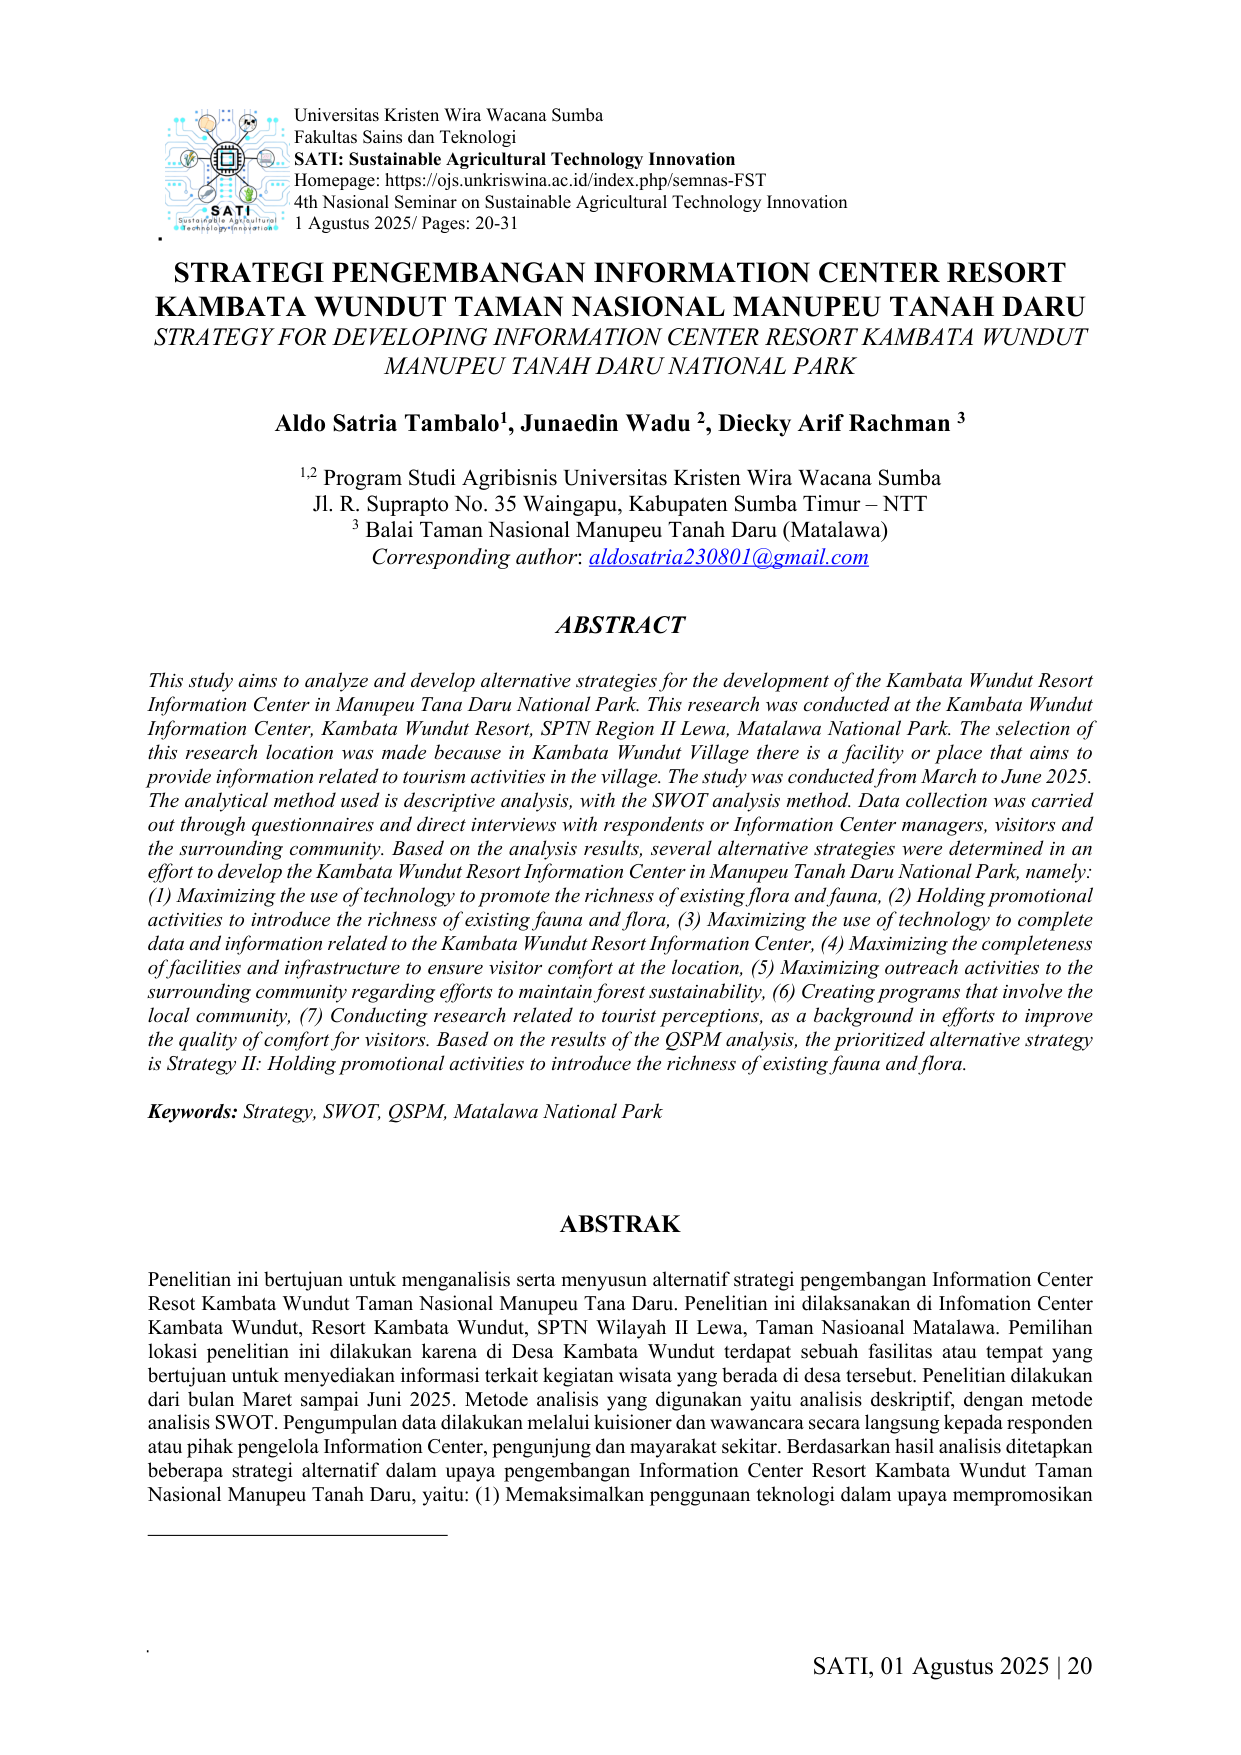 Universitas Kristen Wira Wacana Sumba
Fakultas Sains dan Teknologi
SATI: Sustainable Agricultural Technology Innovation
Homepage: https://ojs.unkriswina.ac.id/index.php/semnas-FST
4th Nasional Seminar on Sustainable Agricultural Technology Innovation
1 Agustus 2025/ Pages: 20-31
SATI
Sustainable Agricultural
Technology Innovation
STRATEGI PENGEMBANGAN INFORMATION CENTER RESORT
KAMBATA WUNDUT TAMAN NASIONAL MANUPEU TANAH DARU
STRATEGY FOR DEVELOPING INFORMATION CENTER RESORT KAMBATA WUNDUT
MANUPEU TANAH DARU NATIONAL PARK
Aldo Satria Tambalo1, Junaedin Wadu 2, Diecky Arif Rachman 3
1,2 Program Studi Agribisnis Universitas Kristen Wira Wacana Sumba
Jl. R. Suprapto No. 35 Waingapu, Kabupaten Sumba Timur – NTT
3 Balai Taman Nasional Manupeu Tanah Daru (Matalawa)
Corresponding author: aldosatria230801@gmail.com
ABSTRACT
This study aims to analyze and develop alternative strategies for the development of the Kambata Wundut Resort
Information Center in Manupeu Tana Daru National Park. This research was conducted at the Kambata Wundut
Information Center, Kambata Wundut Resort, SPTN Region II Lewa, Matalawa National Park. The selection of
this research location was made because in Kambata Wundut Village there is a facility or place that aims to
provide information related to tourism activities in the village. The study was conducted from March to June 2025.
The analytical method used is descriptive analysis, with the SWOT analysis method. Data collection was carried
out through questionnaires and direct interviews with respondents or Information Center managers, visitors and
the surrounding community. Based on the analysis results, several alternative strategies were determined in an
effort to develop the Kambata Wundut Resort Information Center in Manupeu Tanah Daru National Park, namely:
(1) Maximizing the use of technology to promote the richness of existing flora and fauna, (2) Holding promotional
activities to introduce the richness of existing fauna and flora, (3) Maximizing the use of technology to complete
data and information related to the Kambata Wundut Resort Information Center, (4) Maximizing the completeness
of facilities and infrastructure to ensure visitor comfort at the location, (5) Maximizing outreach activities to the
surrounding community regarding efforts to maintain forest sustainability, (6) Creating programs that involve the
local community, (7) Conducting research related to tourist perceptions, as a background in efforts to improve
the quality of comfort for visitors. Based on the results of the QSPM analysis, the prioritized alternative strategy
is Strategy II: Holding promotional activities to introduce the richness of existing fauna and flora.
Keywords: Strategy, SWOT, QSPM, Matalawa National Park
ABSTRAK
Penelitian ini bertujuan untuk menganalisis serta menyusun alternatif strategi pengembangan Information Center
Resot Kambata Wundut Taman Nasional Manupeu Tana Daru. Penelitian ini dilaksanakan di Infomation Center
Kambata Wundut, Resort Kambata Wundut, SPTN Wilayah II Lewa, Taman Nasioanal Matalawa. Pemilihan
lokasi penelitian ini dilakukan karena di Desa Kambata Wundut terdapat sebuah fasilitas atau tempat yang
bertujuan untuk menyediakan informasi terkait kegiatan wisata yang berada di desa tersebut. Penelitian dilakukan
dari bulan Maret sampai Juni 2025. Metode analisis yang digunakan yaitu analisis deskriptif, dengan metode
analisis SWOT. Pengumpulan data dilakukan melalui kuisioner dan wawancara secara langsung kepada responden
atau pihak pengelola Information Center, pengunjung dan mayarakat sekitar. Berdasarkan hasil analisis ditetapkan
beberapa strategi alternatif dalam upaya pengembangan Information Center Resort Kambata Wundut Taman
Nasional Manupeu Tanah Daru, yaitu: (1) Memaksimalkan penggunaan teknologi dalam upaya mempromosikan
SATI, 01 Agustus 2025 | 20